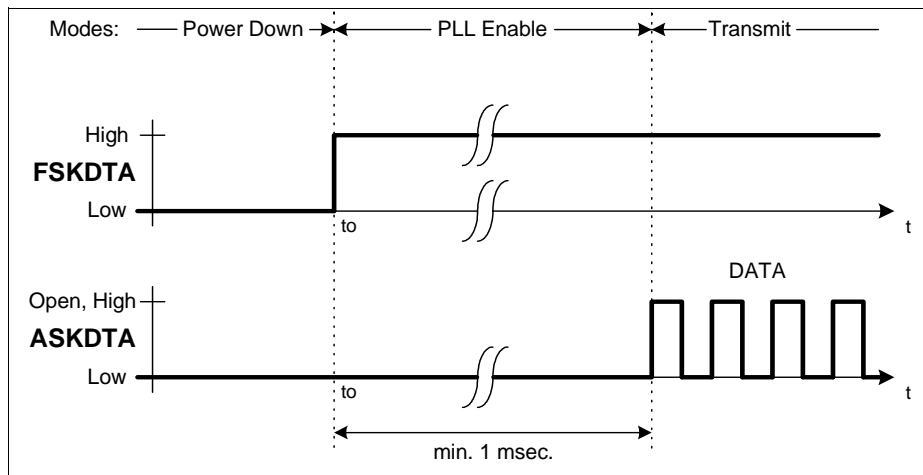 Modes: Power Down PLL Enable Transmit
High
FSKDTA
Low
to
t
DATA
Open, High
ASKDTA
Low
to
t
min. 1 msec.